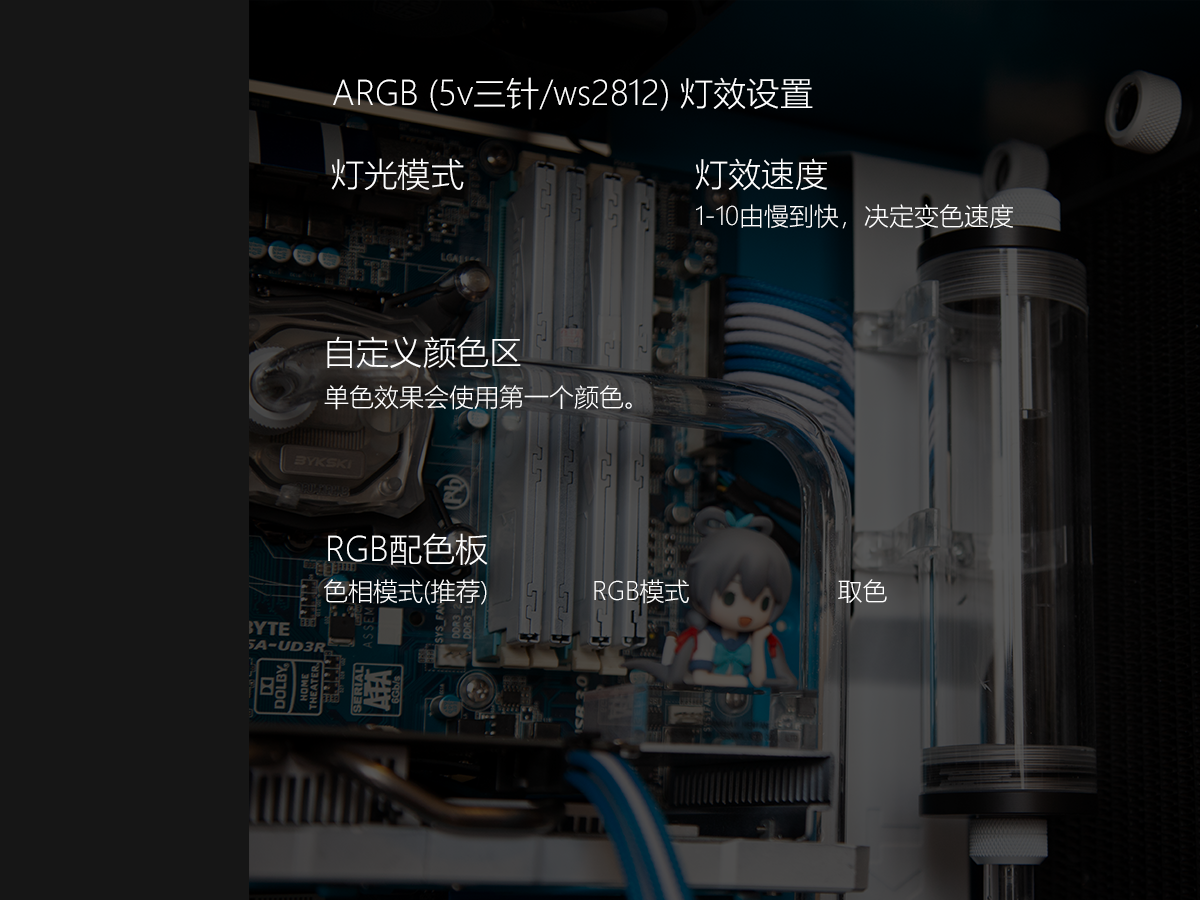 ARGB (5v三针/ws2812) 灯效设置
灯光模式
灯效速度
1-10由慢到快，决定变色速度
自定义颜色区
单色效果会使用第一个颜色。
BYKSKI
RGB配色板
色相模式(推荐)
RGB模式
取色
DDR3
DOLBY
HOME
THEATER
SERIAL
ATA
6Gb/s